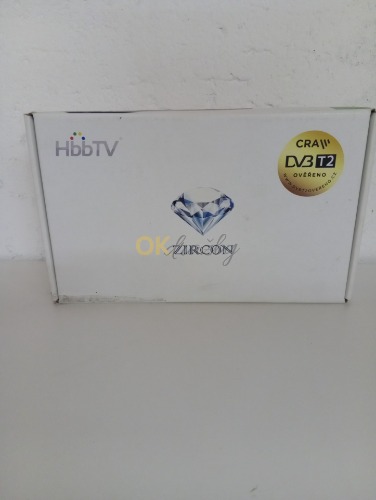 HbbTV
CRA
DVB T2
OVĚŘENO
ZIRCON
OK